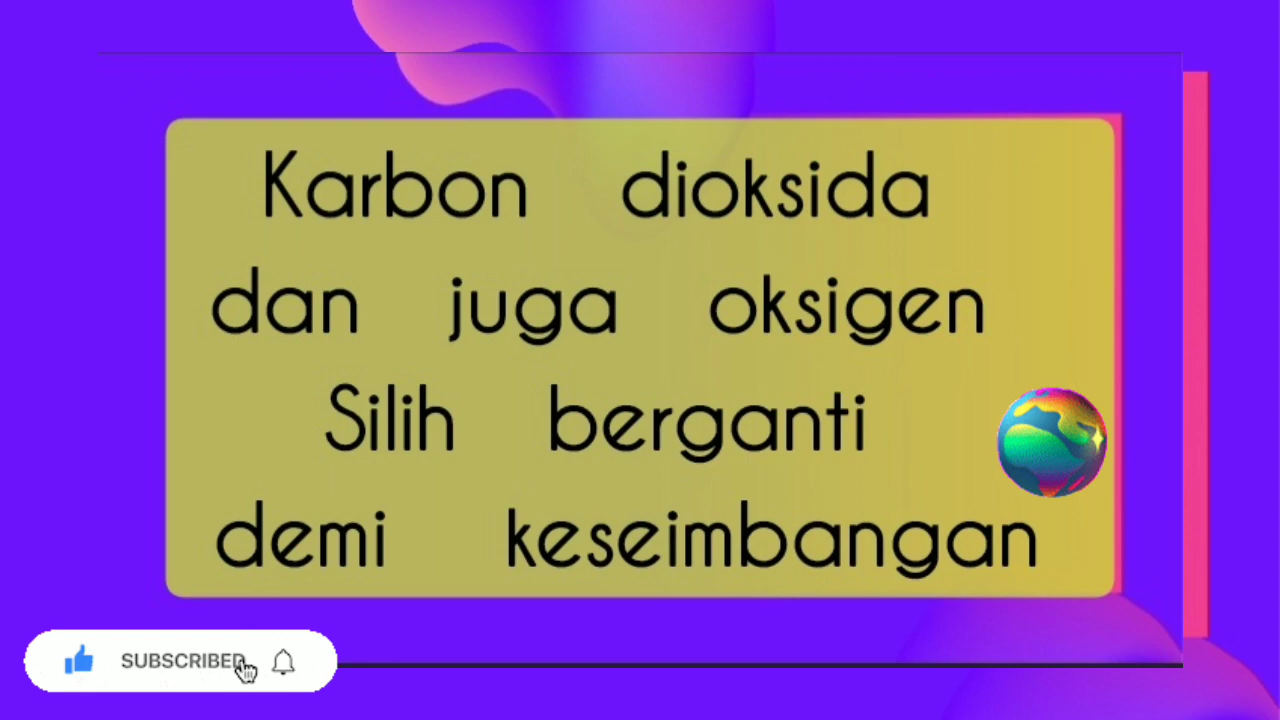 Karbon dioksida
dan juga oksigen
Silih berganti
demi keseimbangan
SUBSCRIBED